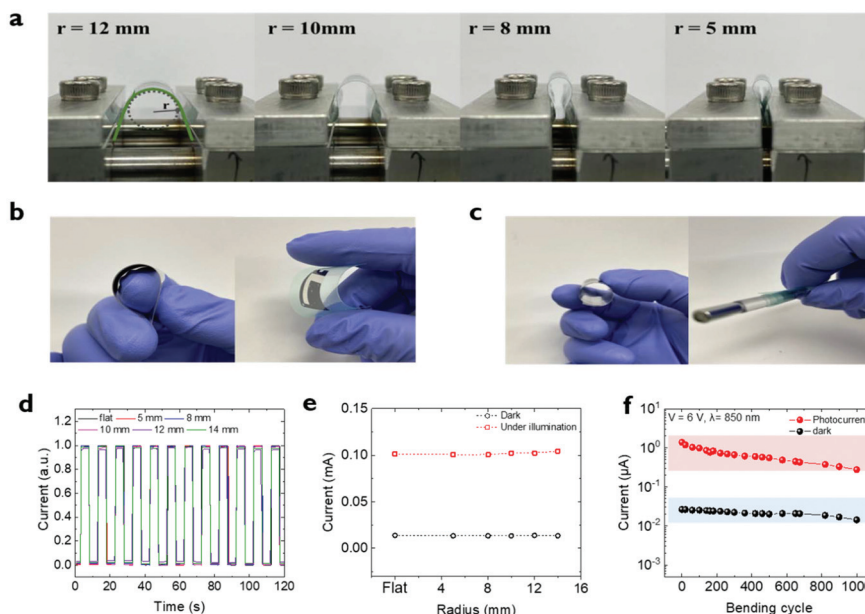 a
r = 12 mm
r = 10mm
r = 8 mm
r = 5 mm
r
b
c
d
flat 5 mm 8 mm
10 mm 12 mm 14 mm
1.2
1.0
0.8
0.6
0.4
0.2
0.0
Current (a.u.)
0 20 40 60 80 100 120
Time (s)
e
Dark
Under illumination
0.15
0.10
0.05
0.00
Current (mA)
Flat 4 8 12 16
Radius (mm)
f
V = 6 V, λ= 850 nm
Photocurrent
dark
10¹
10⁰
10⁻¹
10⁻²
10⁻³
Current (µA)
0 200 400 600 800 1000
Bending cycle